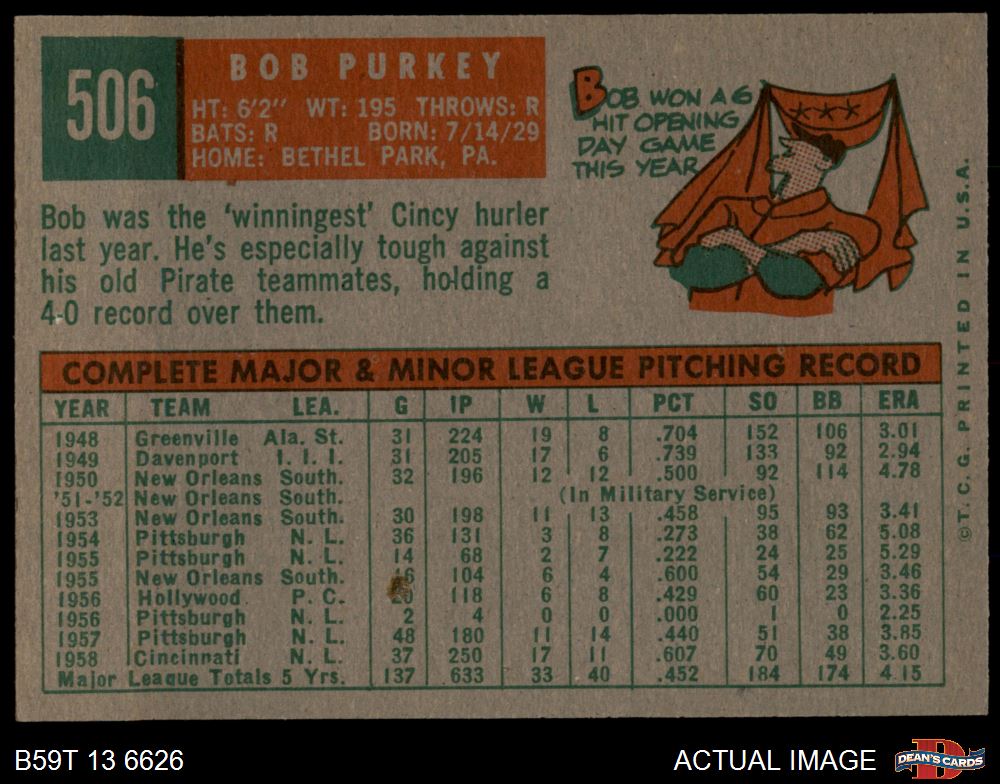 506
BOB PURKEY
HT: 6'2" WT: 195 THROWS: R
BATS: R BORN: 7/14/29
HOME: BETHEL PARK, PA.
BOB WON A 6
HIT OPENING
DAY GAME
THIS YEAR
Bob was the 'winningest' Cincy hurler
last year. He's especially tough against
his old Pirate teammates, holding a
4-0 record over them.
COMPLETE MAJOR & MINOR LEAGUE PITCHING RECORD
YEAR TEAM LEA. G IP W L PCT SO BB ERA
1948 Greenville Ala. St. 31 224 19 8 .704 152 106 3.01
1949 Davenport I. I. I. 31 205 17 6 .739 133 92 2.94
1950 New Orleans South. 32 196 12 12 .500 92 114 4.78
'51-'52 New Orleans South. (In Military Service)
1953 New Orleans South. 30 198 11 13 .458 95 93 3.41
1954 Pittsburgh N. L. 36 131 3 8 .273 38 62 5.08
1955 Pittsburgh N. L. 14 68 2 7 .222 24 25 5.29
1955 New Orleans South. 16 104 6 4 .600 54 29 3.46
1956 Hollywood P. C. 20 118 6 8 .429 60 23 3.36
1956 Pittsburgh N. L. 2 4 0 0 .000 1 0 2.25
1957 Pittsburgh N. L. 48 180 11 14 .440 51 38 3.85
1958 Cincinnati N. L. 37 250 17 11 .607 70 49 3.60
Major League Totals 5 Yrs. 137 633 33 40 .452 184 174 4.15
©T.C.G. PRINTED IN U.S.A.
B59T 13 6626
ACTUAL IMAGE
DEAN'S CARDS